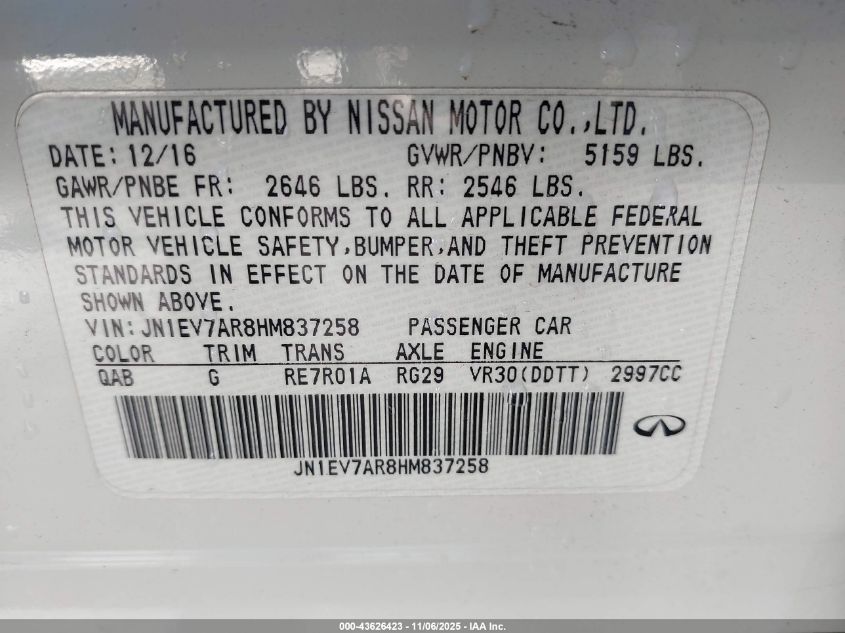 MANUFACTURED BY NISSAN MOTOR CO.,LTD.
DATE: 12/16 GVWR/PNBV: 5159 LBS.
GAWR/PNBE FR: 2646 LBS. RR: 2546 LBS.
THIS VEHICLE CONFORMS TO ALL APPLICABLE FEDERAL
MOTOR VEHICLE SAFETY,BUMPER,AND THEFT PREVENTION
STANDARDS IN EFFECT ON THE DATE OF MANUFACTURE
SHOWN ABOVE.
VIN:JN1EV7AR8HM837258 PASSENGER CAR
COLOR TRIM TRANS AXLE ENGINE
QAB G RE7R01A RG29 VR30(DDTT) 2997CC
JN1EV7AR8HM837258
000-43626423 - 11/06/2025 - IAA Inc.